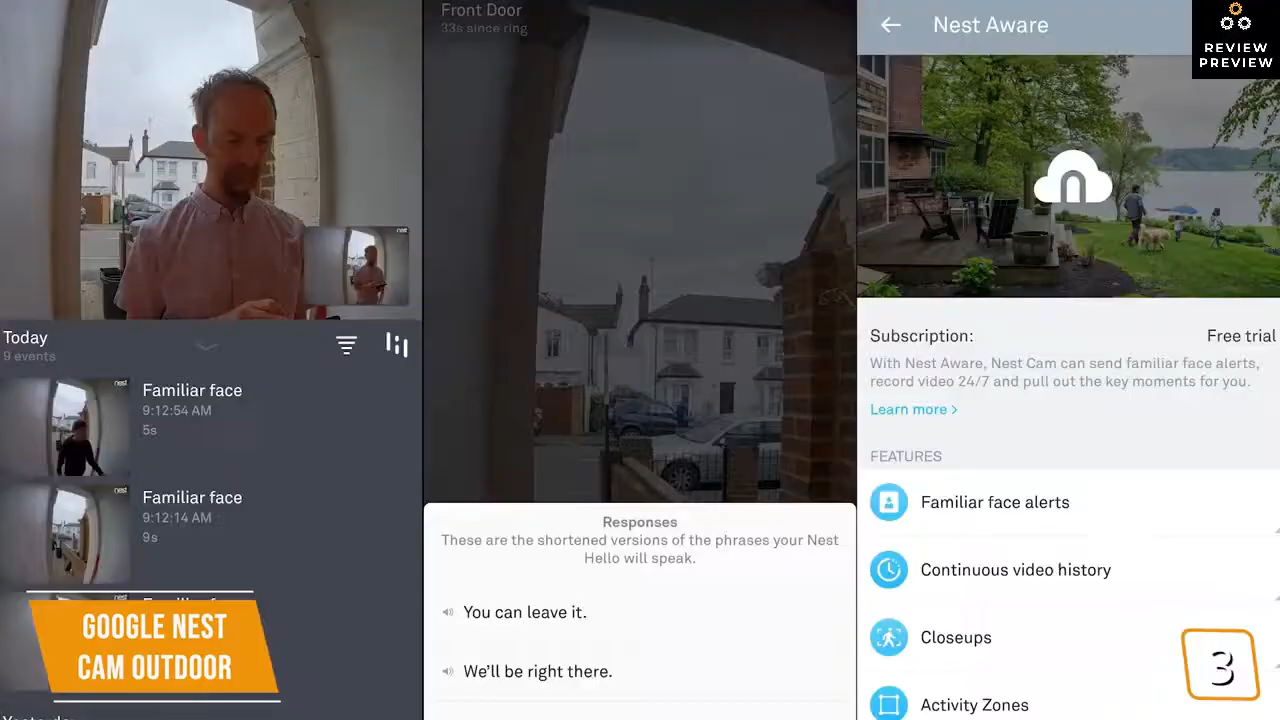 Today
9 events
Familiar face
9:12:54 AM
5s
Familiar face
9:12:14 AM
9s
GOOGLE NEST
CAM OUTDOOR
Front Door
33s since ring
Responses
These are the shortened versions of the phrases your Nest
Hello will speak.
You can leave it.
We'll be right there.
Nest Aware
REVIEW
PREVIEW
Subscription:
Free trial
With Nest Aware, Nest Cam can send familiar face alerts,
record video 24/7 and pull out the key moments for you.
Learn more >
FEATURES
Familiar face alerts
Continuous video history
Closeups
Activity Zones
3
nest
nest
nest